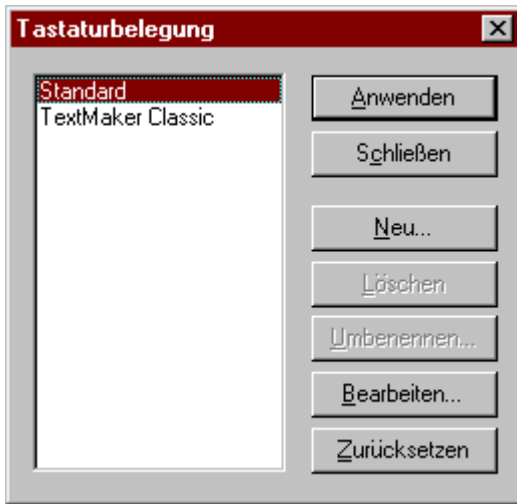 Tastaturbelegung
Standard
TextMaker Classic
Anwenden
Schließen
Neu...
Löschen
Umbenennen...
Bearbeiten...
Zurücksetzen